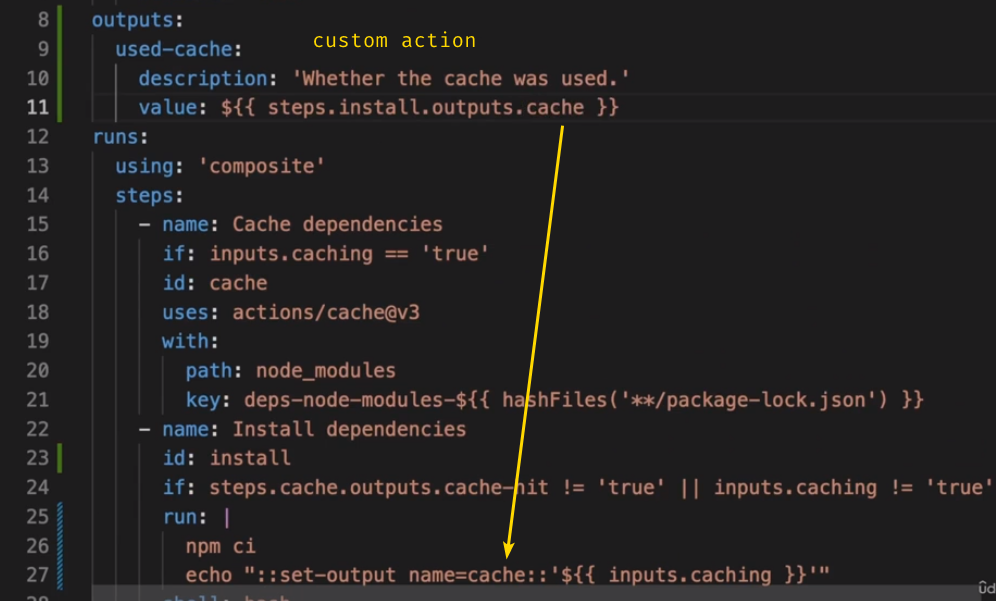 8 outputs:
9 used-cache:
custom action
10 description: 'Whether the cache was used.'
11 value: ${{ steps.install.outputs.cache }}
12 runs:
13 using: 'composite'
14 steps:
15 - name: Cache dependencies
16 if: inputs.caching == 'true'
17 id: cache
18 uses: actions/cache@v3
19 with:
20 path: node_modules
21 key: deps-node-modules-${{ hashFiles('**/package-lock.json') }}
22 - name: Install dependencies
23 id: install
24 if: steps.cache.outputs.cache-hit != 'true' || inputs.caching != 'true'
25 run: |
26 npm ci
27 echo "::set-output name=cache::'${{ inputs.caching }}'"
28 shell: bash
ûd